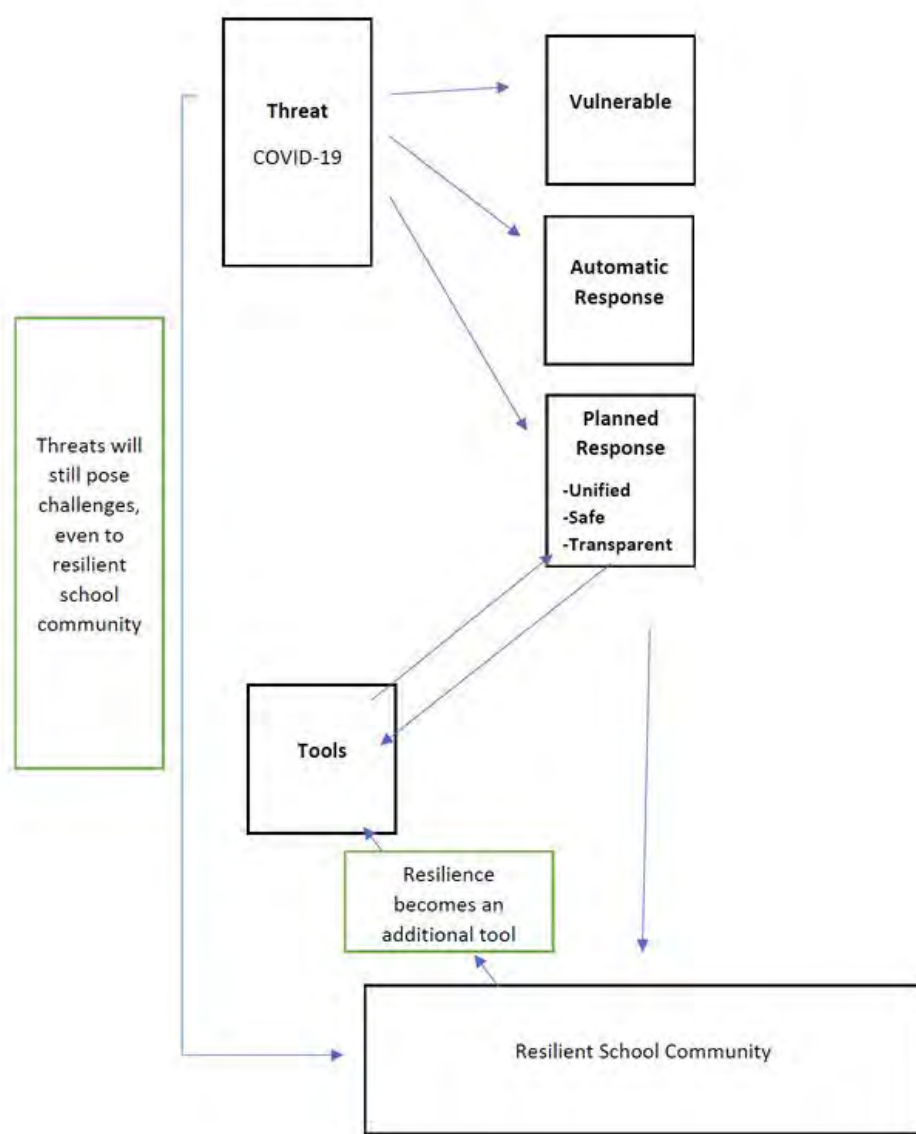 Threat
COVID-19
Vulnerable
Automatic
Response
Planned
Response
-Unified
-Safe
-Transparent
Threats will
still pose
challenges,
even to
resilient
school
community
Tools
Resilience
becomes an
additional tool
Resilient School Community